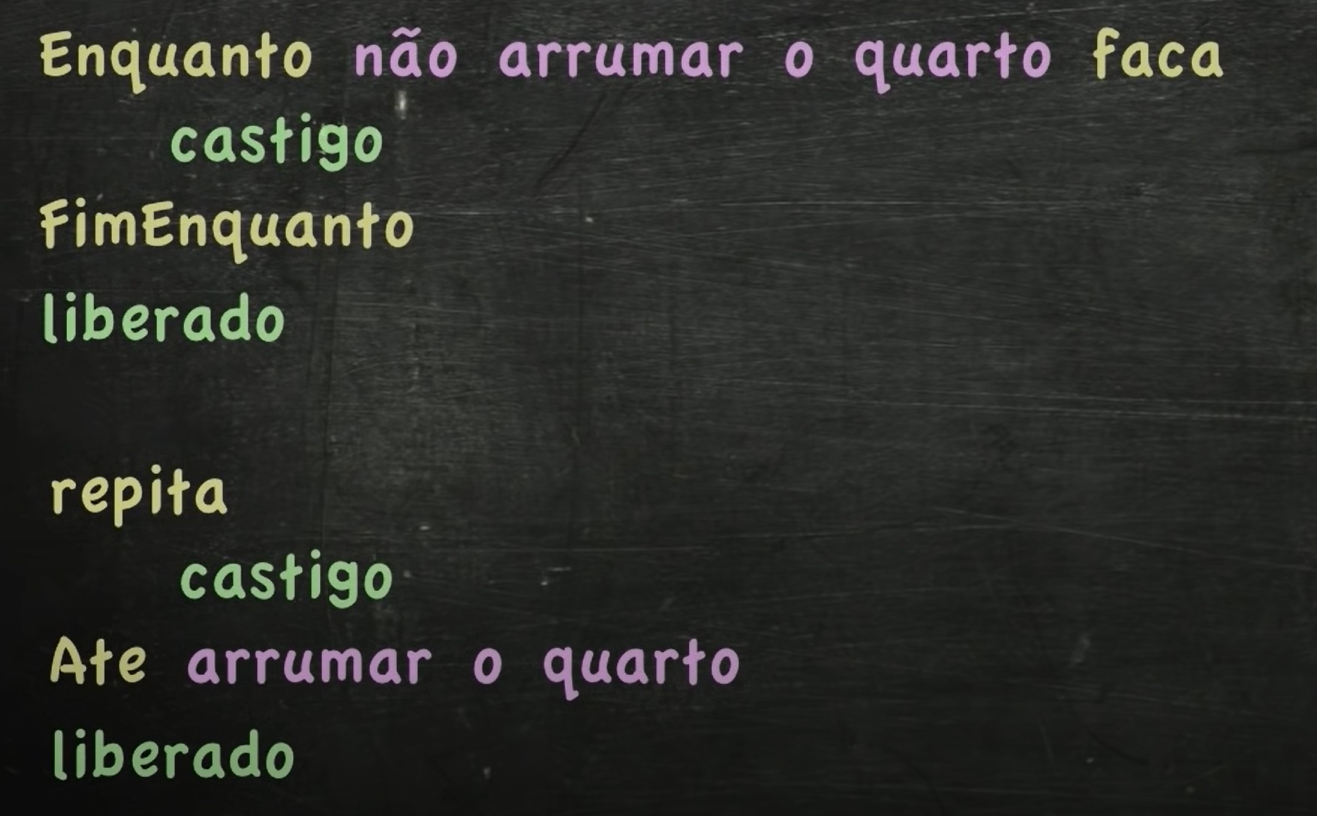 Enquanto não arrumar o quarto faca
castigo
FimEnquanto
liberado
repita
castigo
Ate arrumar o quarto
liberado